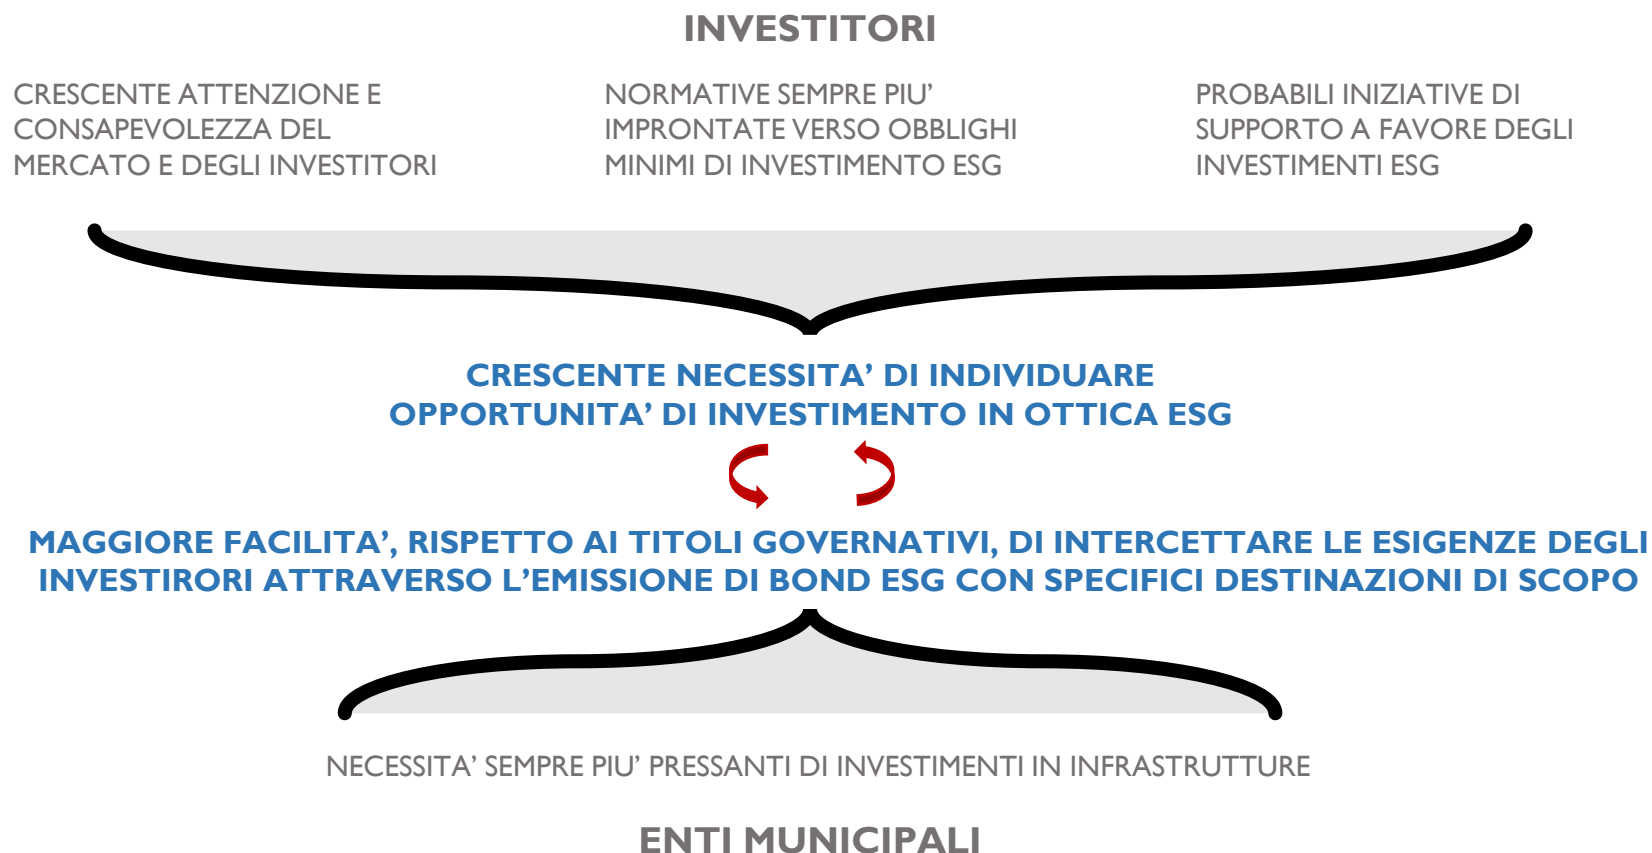 INVESTITORI
CRESCENTE ATTENZIONE E
CONSAPEVOLEZZA DEL
MERCATO E DEGLI INVESTITORI
NORMATIVE SEMPRE PIU’
IMPRONTATE VERSO OBBLIGHI
MINIMI DI INVESTIMENTO ESG
PROBABILI INIZIATIVE DI
SUPPORTO A FAVORE DEGLI
INVESTIMENTI ESG
CRESCENTE NECESSITA’ DI INDIVIDUARE
OPPORTUNITA’ DI INVESTIMENTO IN OTTICA ESG
MAGGIORE FACILITA’, RISPETTO AI TITOLI GOVERNATIVI, DI INTERCETTARE LE ESIGENZE DEGLI
INVESTIRORI ATTRAVERSO L’EMISSIONE DI BOND ESG CON SPECIFICI DESTINAZIONI DI SCOPO
NECESSITA’ SEMPRE PIU’ PRESSANTI DI INVESTIMENTI IN INFRASTRUTTURE
ENTI MUNICIPALI